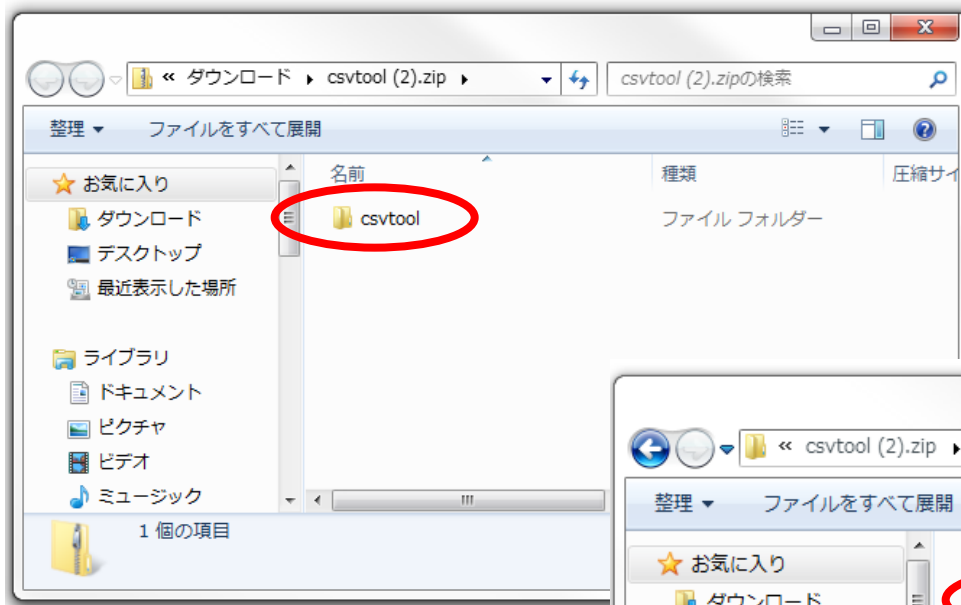 « ダウンロード ▸ csvtool (2).zip ▸
csvtool (2).zipの検索
整理 ▼ ファイルをすべて展開
名前 種類 圧縮サイ
お気に入り
ダウンロード
デスクトップ
最近表示した場所
csvtool ファイル フォルダー
ライブラリ
ドキュメント
ピクチャ
ビデオ
ミュージック
1 個の項目
« csvtool (2).zip ▸
整理 ▼ ファイルをすべて展開
お気に入り
ダウンロード